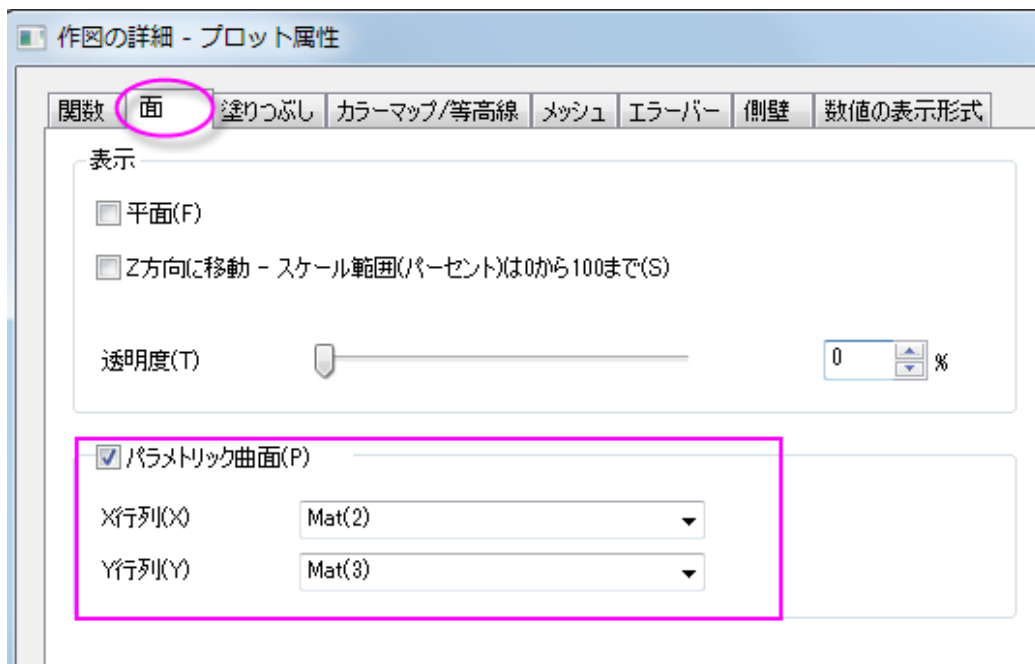 作図の詳細 - プロット属性
関数 面 塗りつぶし カラーマップ/等高線 メッシュ エラーバー 側壁 数値の表示形式
表示
平面(F)
Z方向に移動 - スケール範囲(パーセント)は0から100まで(S)
透明度(T) 0 %
パラメトリック曲面(P)
X行列(X) Mat(2)
Y行列(Y) Mat(3)